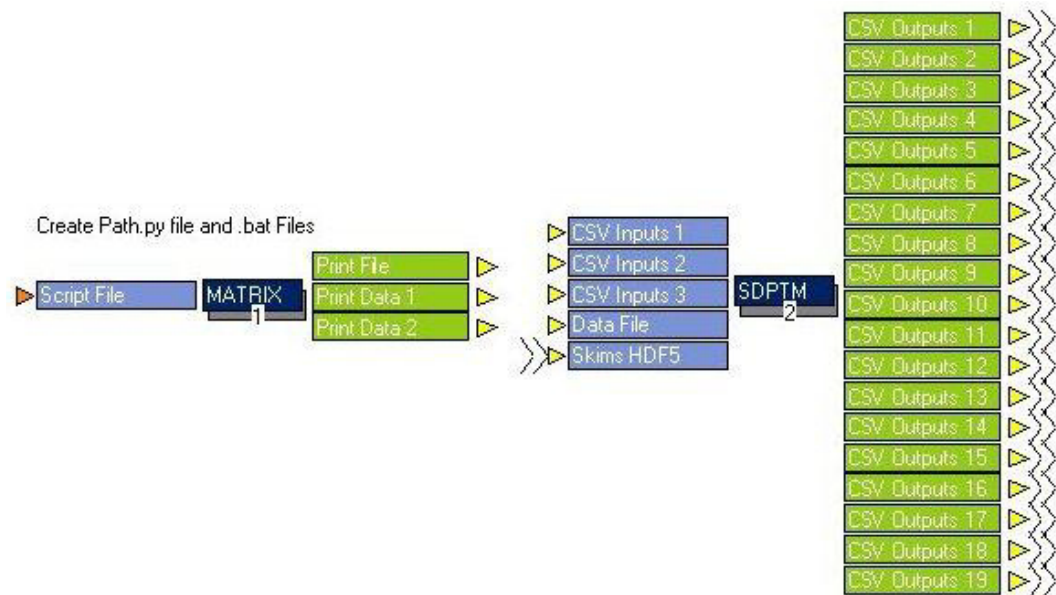 Create Path.py file and .bat Files
Script File
MATRIX
1
Print File
Print Data 1
Print Data 2
CSV Inputs 1
CSV Inputs 2
CSV Inputs 3
Data File
Skims HDF5
SDPTM
2
CSV Outputs 1
CSV Outputs 2
CSV Outputs 3
CSV Outputs 4
CSV Outputs 5
CSV Outputs 6
CSV Outputs 7
CSV Outputs 8
CSV Outputs 9
CSV Outputs 10
CSV Outputs 11
CSV Outputs 12
CSV Outputs 13
CSV Outputs 14
CSV Outputs 15
CSV Outputs 16
CSV Outputs 17
CSV Outputs 18
CSV Outputs 19